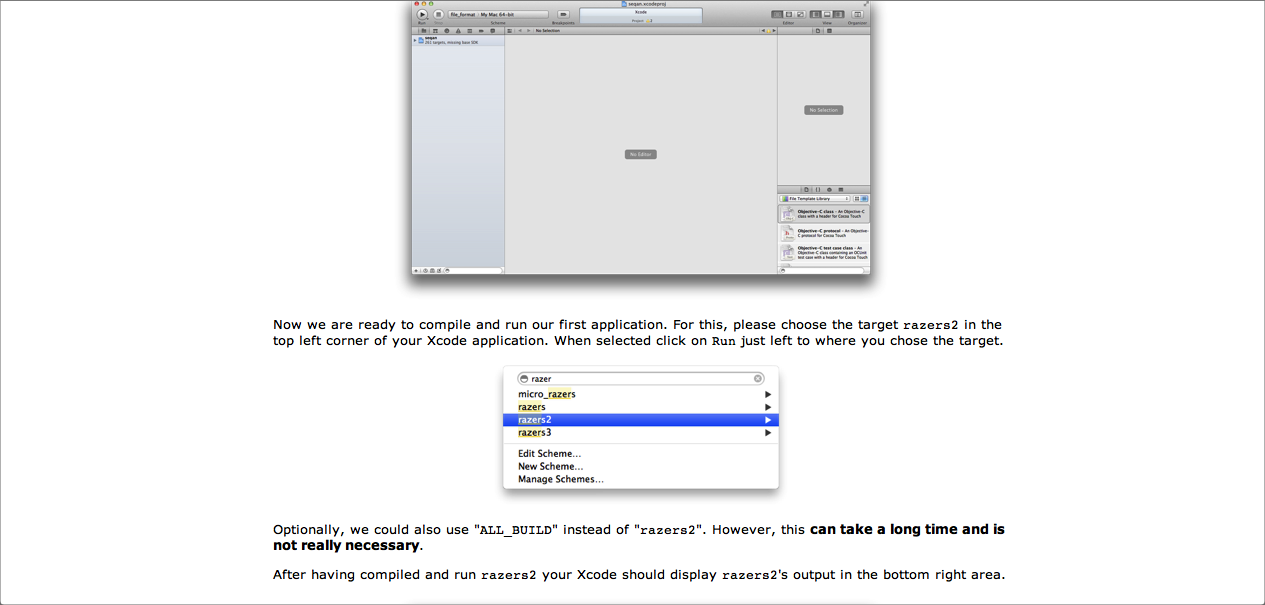 seqan.xcodeproj
file_format
My Mac 64-bit
Xcode
Project
Run
Stop
Scheme
Breakpoints
Editor
View
Organizer
No Selection
seqan
targets, missing base SDK
No Selection
No Editor
File Template Library
Objective-C class - An Objective-C
class with a header for Cocoa Touch
Objective-C protocol - An Objective-
C protocol for Cocoa Touch
Objective-C test case class - An
Objective-C class containing an OCUnit
test case with a header for Cocoa Touch
Now we are ready to compile and run our first application. For this, please choose the target razers2 in the
top left corner of your Xcode application. When selected click on Run just left to where you chose the target.
razer
micro_razers
razers
razers2
razers3
Edit Scheme...
New Scheme...
Manage Schemes...
Optionally, we could also use "ALL_BUILD" instead of "razers2". However, this can take a long time and is
not really necessary.
After having compiled and run razers2 your Xcode should display razers2's output in the bottom right area.